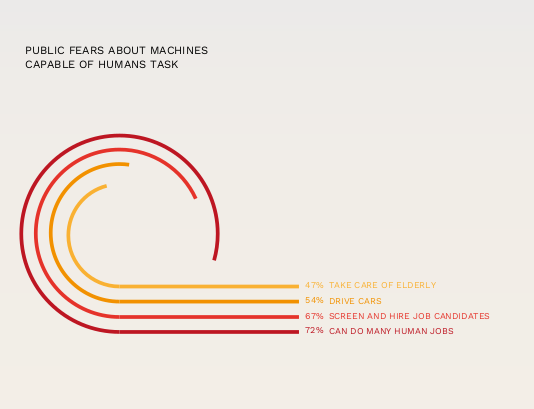 PUBLIC FEARS ABOUT MACHINES
CAPABLE OF HUMANS TASK
47% TAKE CARE OF ELDERLY
54% DRIVE CARS
67% SCREEN AND HIRE JOB CANDIDATES
72% CAN DO MANY HUMAN JOBS